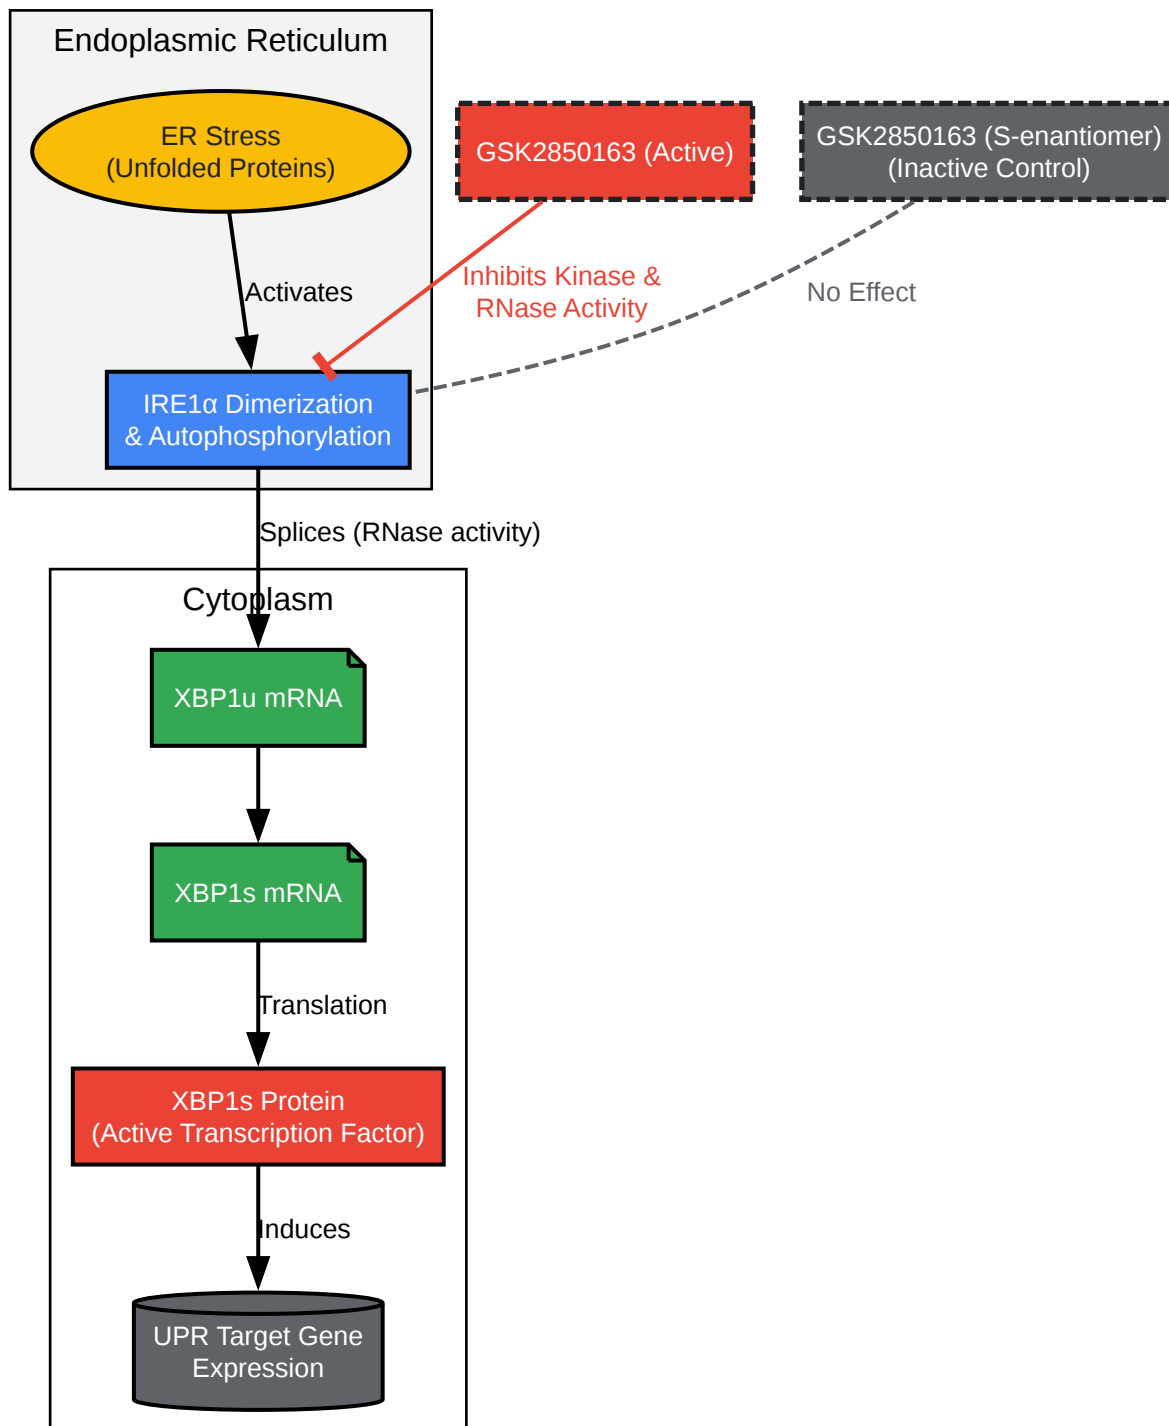 Endoplasmic Reticulum
ER Stress
(Unfolded Proteins)
GSK2850163 (Active)
GSK2850163 (S-enantiomer)
(Inactive Control)
Activates
Inhibits Kinase &
RNase Activity
No Effect
IRE1α Dimerization
& Autophosphorylation
Splices (RNase activity)
Cytoplasm
XBP1u mRNA
XBP1s mRNA
Translation
XBP1s Protein
(Active Transcription Factor)
Induces
UPR Target Gene
Expression